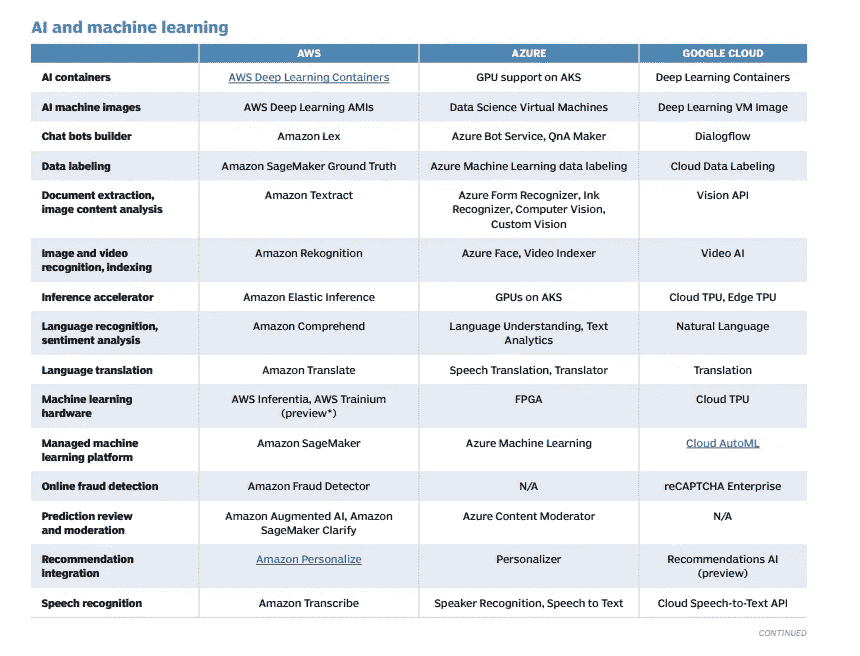 AI and machine learning
AWS AZURE GOOGLE CLOUD
AI containers AWS Deep Learning Containers GPU support on AKS Deep Learning Containers
AI machine images AWS Deep Learning AMIs Data Science Virtual Machines Deep Learning VM Image
Chat bots builder Amazon Lex Azure Bot Service, QnA Maker Dialogflow
Data labeling Amazon SageMaker Ground Truth Azure Machine Learning data labeling Cloud Data Labeling
Document extraction, Amazon Textract Azure Form Recognizer, Ink Vision API
image content analysis Recognizer, Computer Vision,
Custom Vision
Image and video Amazon Rekognition Azure Face, Video Indexer Video AI
recognition, indexing
Inference accelerator Amazon Elastic Inference GPUs on AKS Cloud TPU, Edge TPU
Language recognition, Amazon Comprehend Language Understanding, Text Natural Language
sentiment analysis Analytics
Language translation Amazon Translate Speech Translation, Translator Translation
Machine learning AWS Inferentia, AWS Trainium FPGA Cloud TPU
hardware (preview*)
Managed machine Amazon SageMaker Azure Machine Learning Cloud AutoML
learning platform
Online fraud detection Amazon Fraud Detector N/A reCAPTCHA Enterprise
Prediction review Amazon Augmented AI, Amazon Azure Content Moderator N/A
and moderation SageMaker Clarify
Recommendation Amazon Personalize Personalizer Recommendations AI
integration (preview)
Speech recognition Amazon Transcribe Speaker Recognition, Speech to Text Cloud Speech-to-Text API
CONTINUED